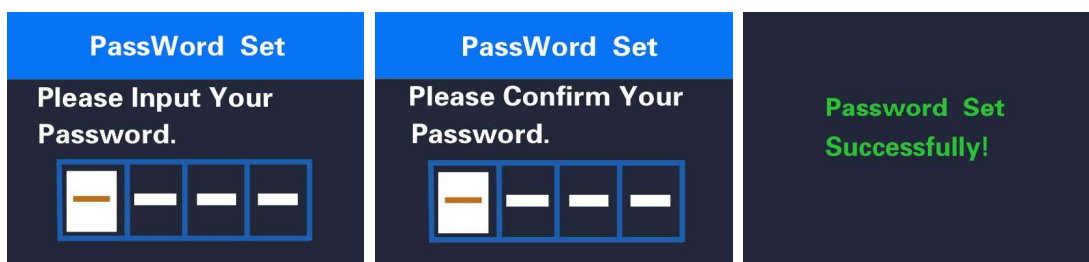 PassWord Set
Please Input Your
Password.
PassWord Set
Please Confirm Your
Password.
Password Set
Successfully!